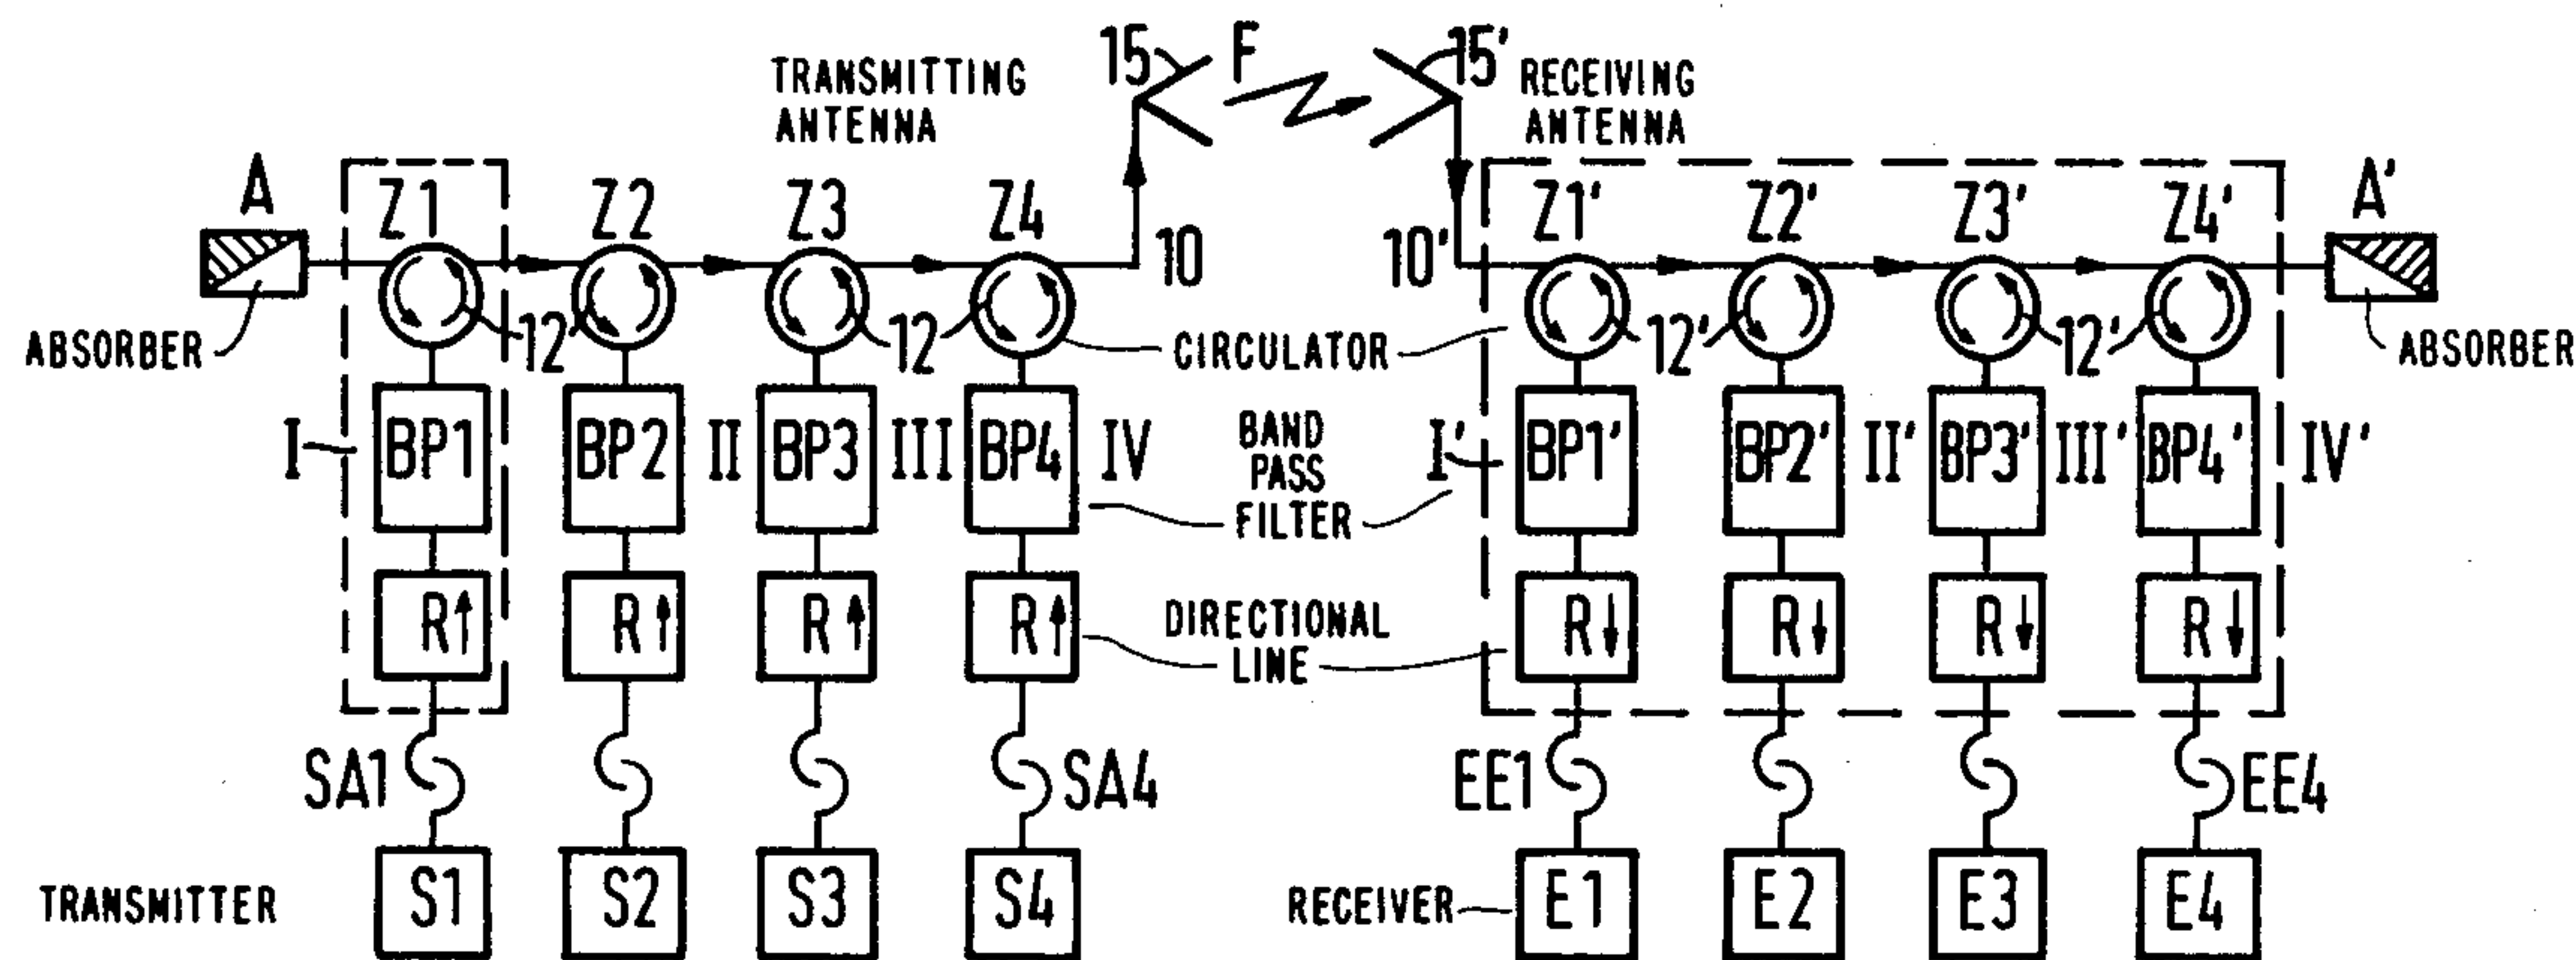 15 F 15'
TRANSMITTING
ANTENNA
RECEIVING
ANTENNA
A Z1 Z2 Z3 Z4 10 10' Z1' Z2' Z3' Z4' A'
ABSORBER 12 12 CIRCULATOR 12' 12' ABSORBER
I BP1 BP2 II BP3 III BP4 IV
BAND
PASS
FILTER
I' BP1' BP2' II' BP3' III' BP4' IV'
R R R R
DIRECTIONAL
LINE
R R R R
SA1 SA4 EE1 EE4
TRANSMITTER S1 S2 S3 S4 RECEIVER E1 E2 E3 E4